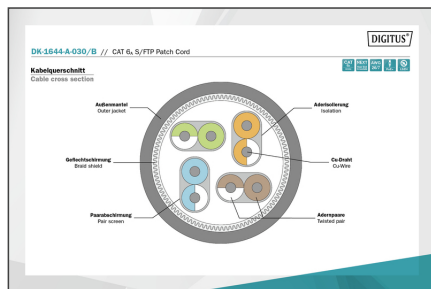 DIGITUS®
DK-1644-A-030/B // CAT 6A S/FTP Patch Cord
Kabelquerschnitt
Cable cross section
Außenmantel
Outer jacket
Aderisolierung
Isolation
Geflechtschirmung
Braid shield
Cu-Draht
Cu-Wire
Paarabschirmung
Pair screen
Adernpaare
Twisted pair